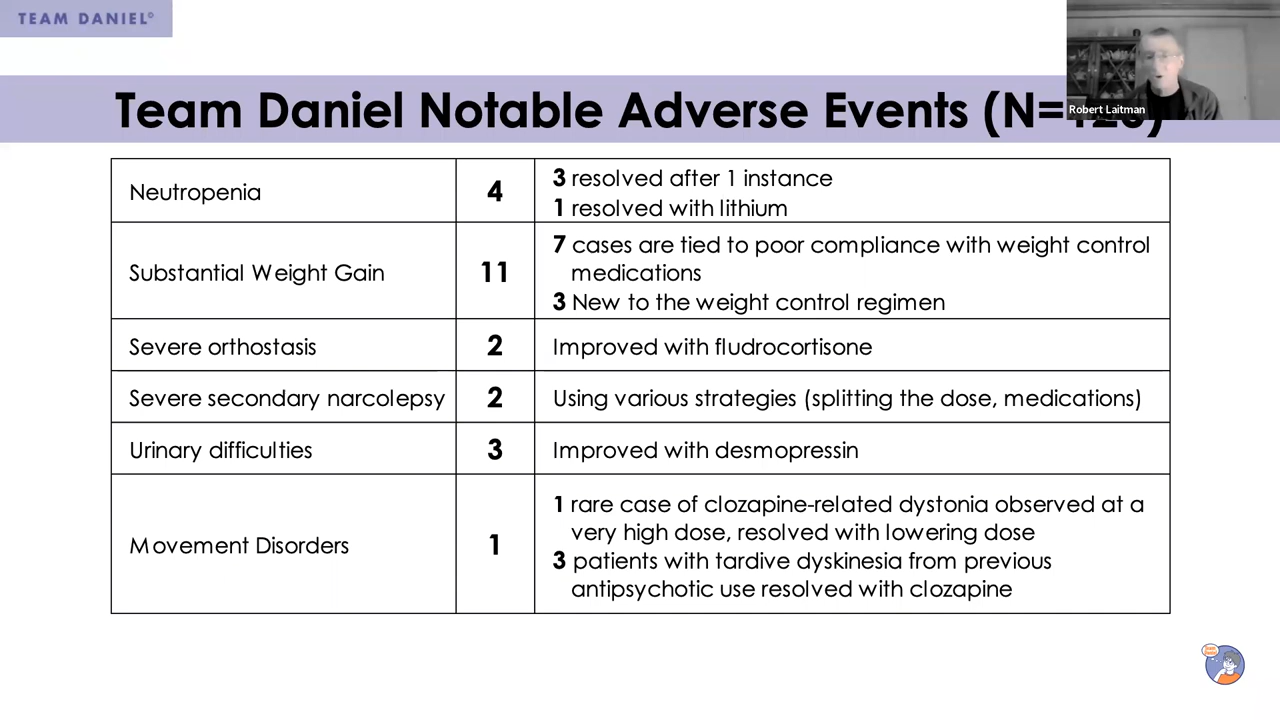 TEAM DANIEL©
Team Daniel Notable Adverse Events (N=
Robert Laitman
Neutropenia
4
3 resolved after 1 instance
1 resolved with lithium
Substantial Weight Gain
11
7 cases are tied to poor compliance with weight control
medications
3 New to the weight control regimen
Severe orthostasis
2
Improved with fludrocortisone
Severe secondary narcolepsy
2
Using various strategies (splitting the dose, medications)
Urinary difficulties
3
Improved with desmopressin
Movement Disorders
1
1 rare case of clozapine-related dystonia observed at a
very high dose, resolved with lowering dose
3 patients with tardive dyskinesia from previous
antipsychotic use resolved with clozapine